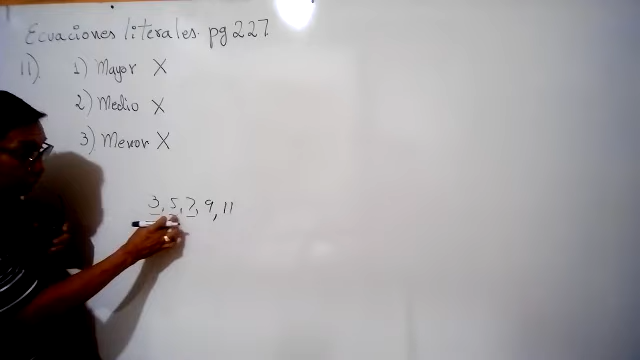 Ecuaciones literales. pg 227
11) 1) Mayor X
2) Medio X
3) Menor X
3, 5, 7, 9, 11